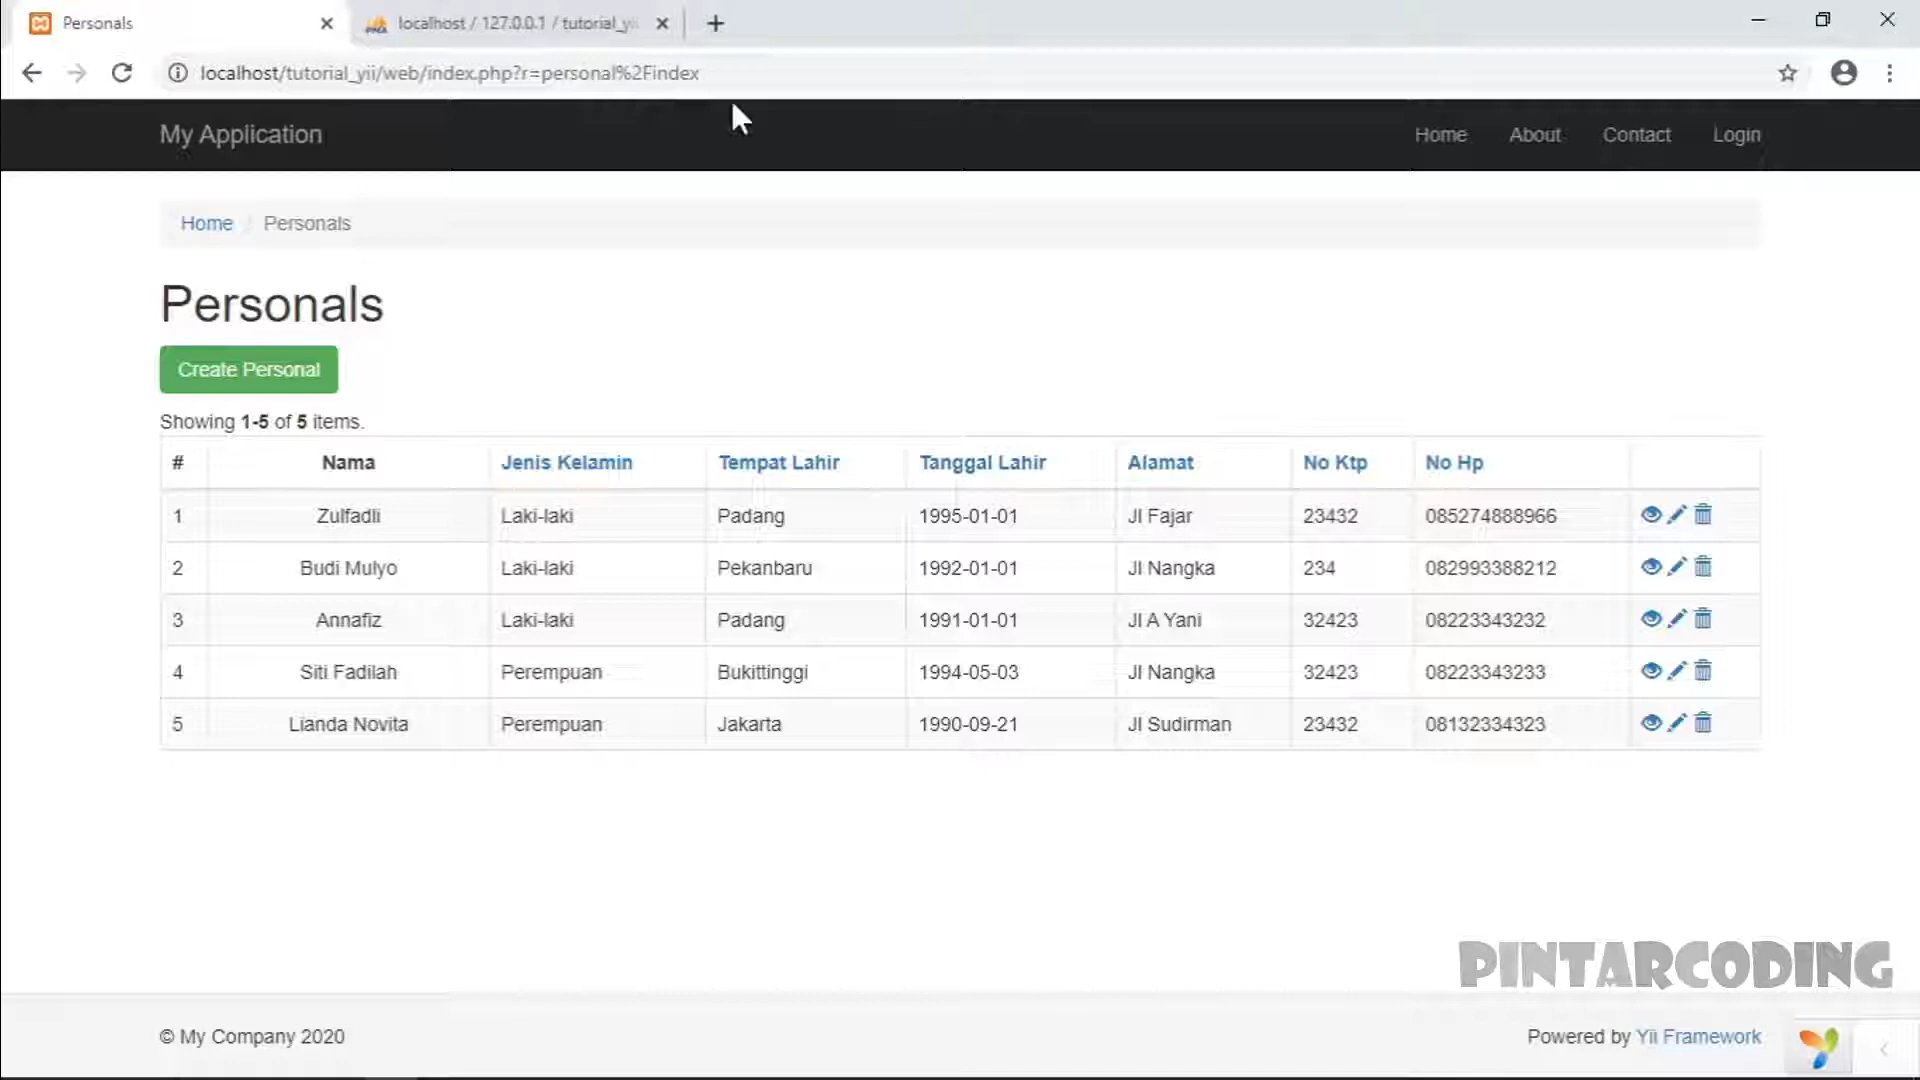 Personals
localhost / 127.0.0.1 / tutorial_yi
localhost/tutorial_yii/web/index.php?r=personal%2Findex
My Application Home About Contact Login
Home / Personals
Personals
Create Personal
Showing 1-5 of 5 items.
# Nama Jenis Kelamin Tempat Lahir Tanggal Lahir Alamat No Ktp No Hp
1 Zulfadli Laki-laki Padang 1995-01-01 Jl Fajar 23432 085274888966
2 Budi Mulyo Laki-laki Pekanbaru 1992-01-01 Jl Nangka 234 082993388212
3 Annafiz Laki-laki Padang 1991-01-01 Jl A Yani 32423 08223343232
4 Siti Fadilah Perempuan Bukittinggi 1994-05-03 Jl Nangka 32423 08223343233
5 Lianda Novita Perempuan Jakarta 1990-09-21 Jl Sudirman 23432 08132334323
PINTARCODING
© My Company 2020 Powered by Yii Framework